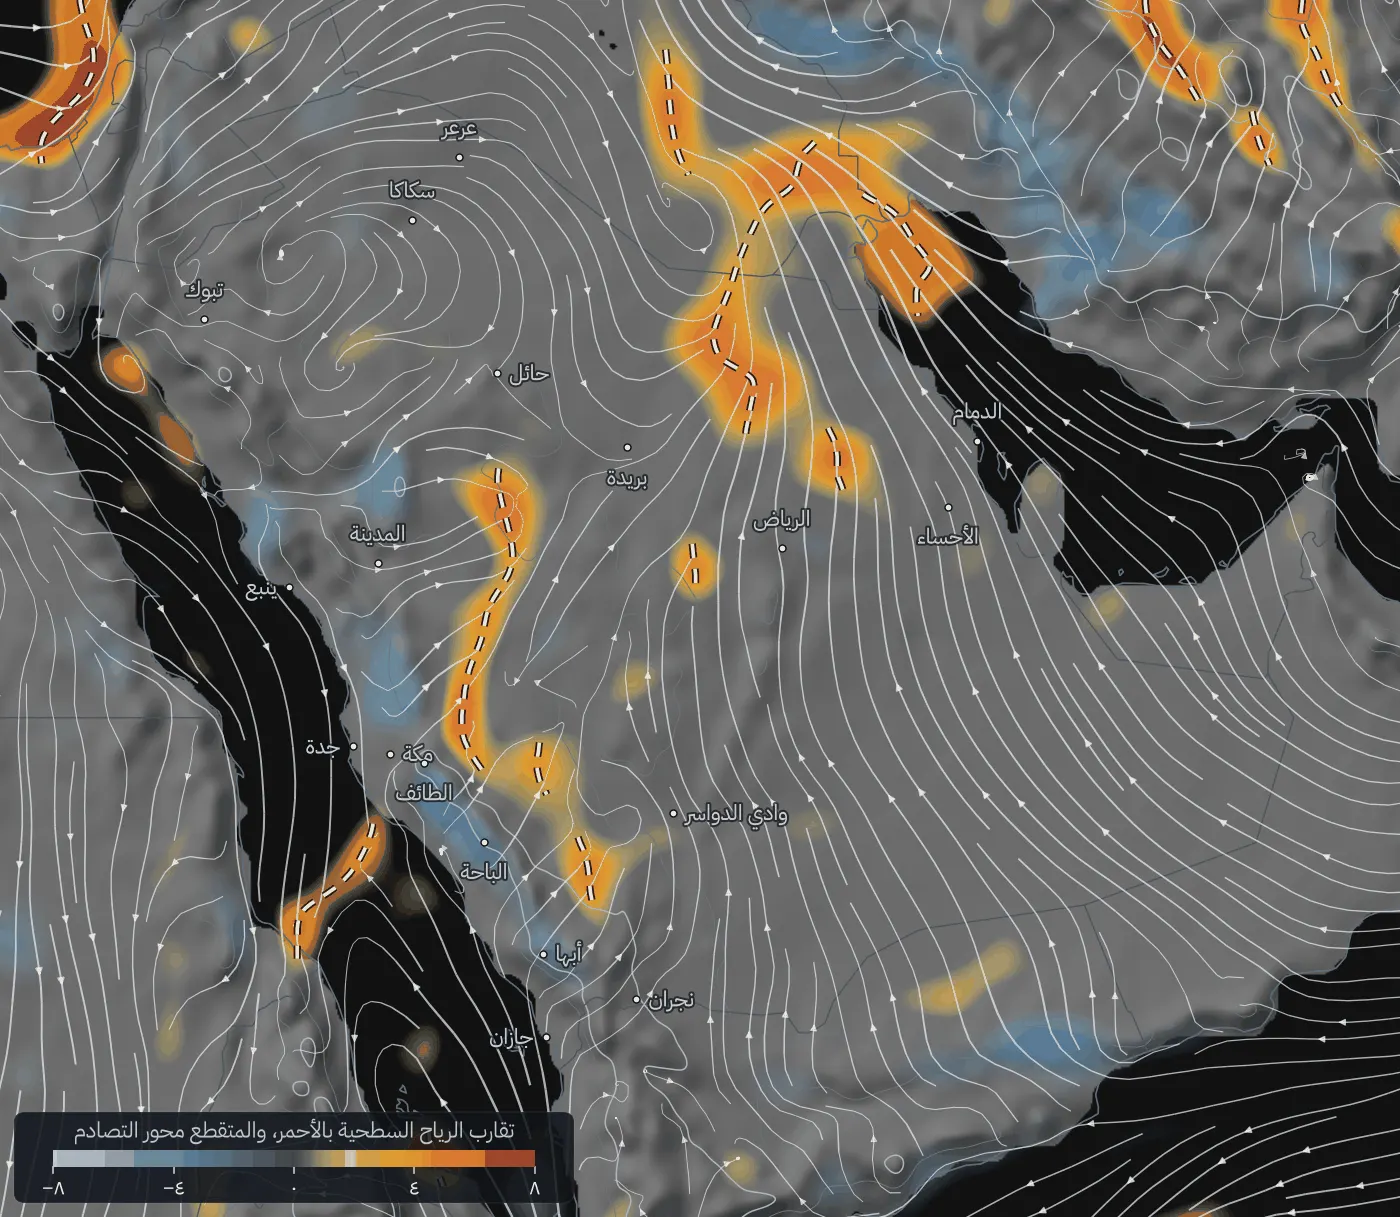 عرعر
سكاكا
تبوك
حائل
الدمام
بريدة
الرياض
الأحساء
المدينة
ينبع
جدة
مكة
الطائف
وادي الدواسر
الباحة
أبها
نجران
جازان
تقارب الرياح السطحية بالأحمر، والمتقطع محور التصادم
−٨ −٤ ٠ ٤ ٨